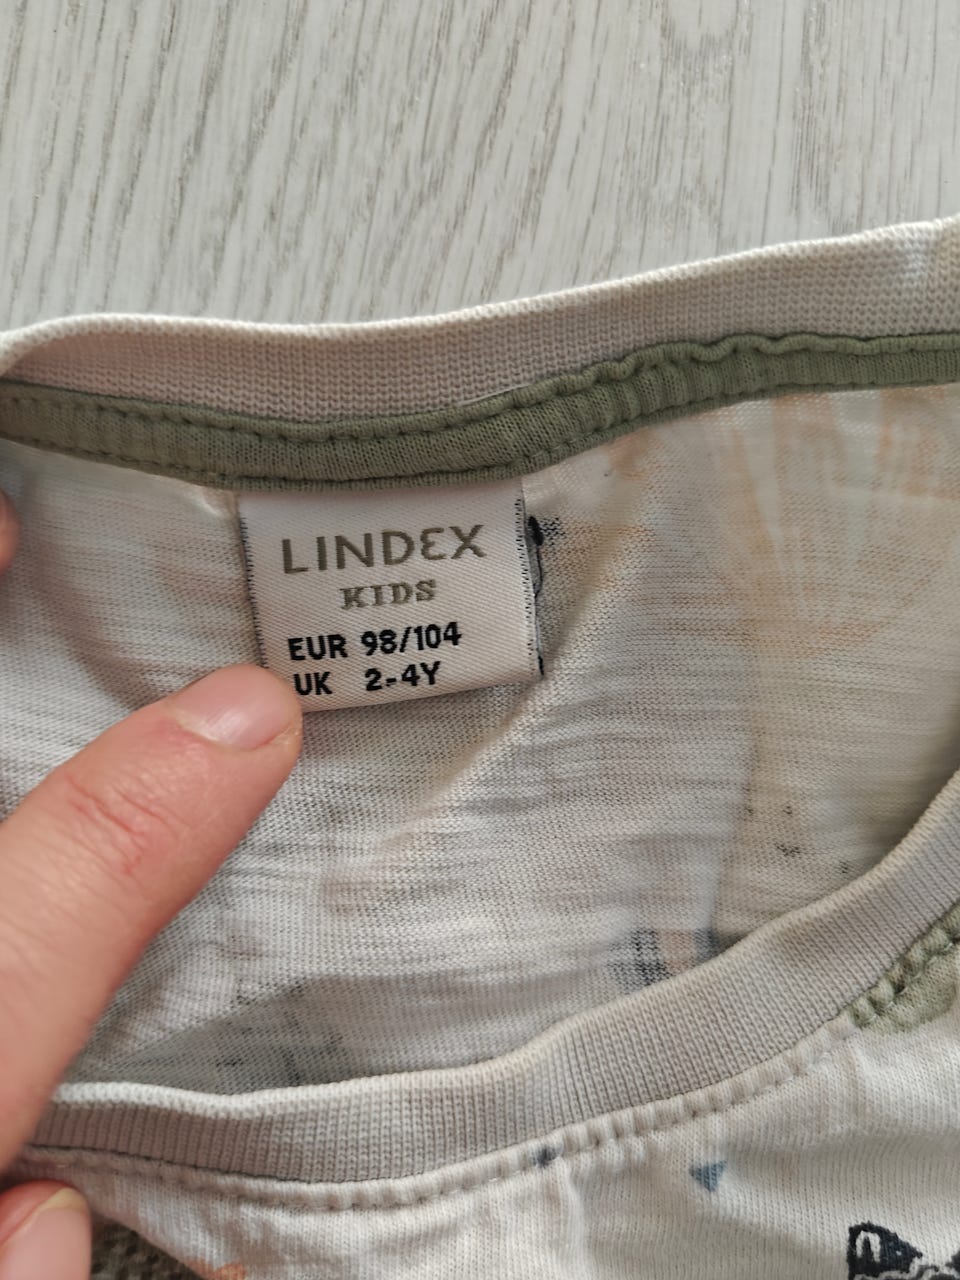 LINDEX
KIDS
EUR 98/104
UK 2-4Y